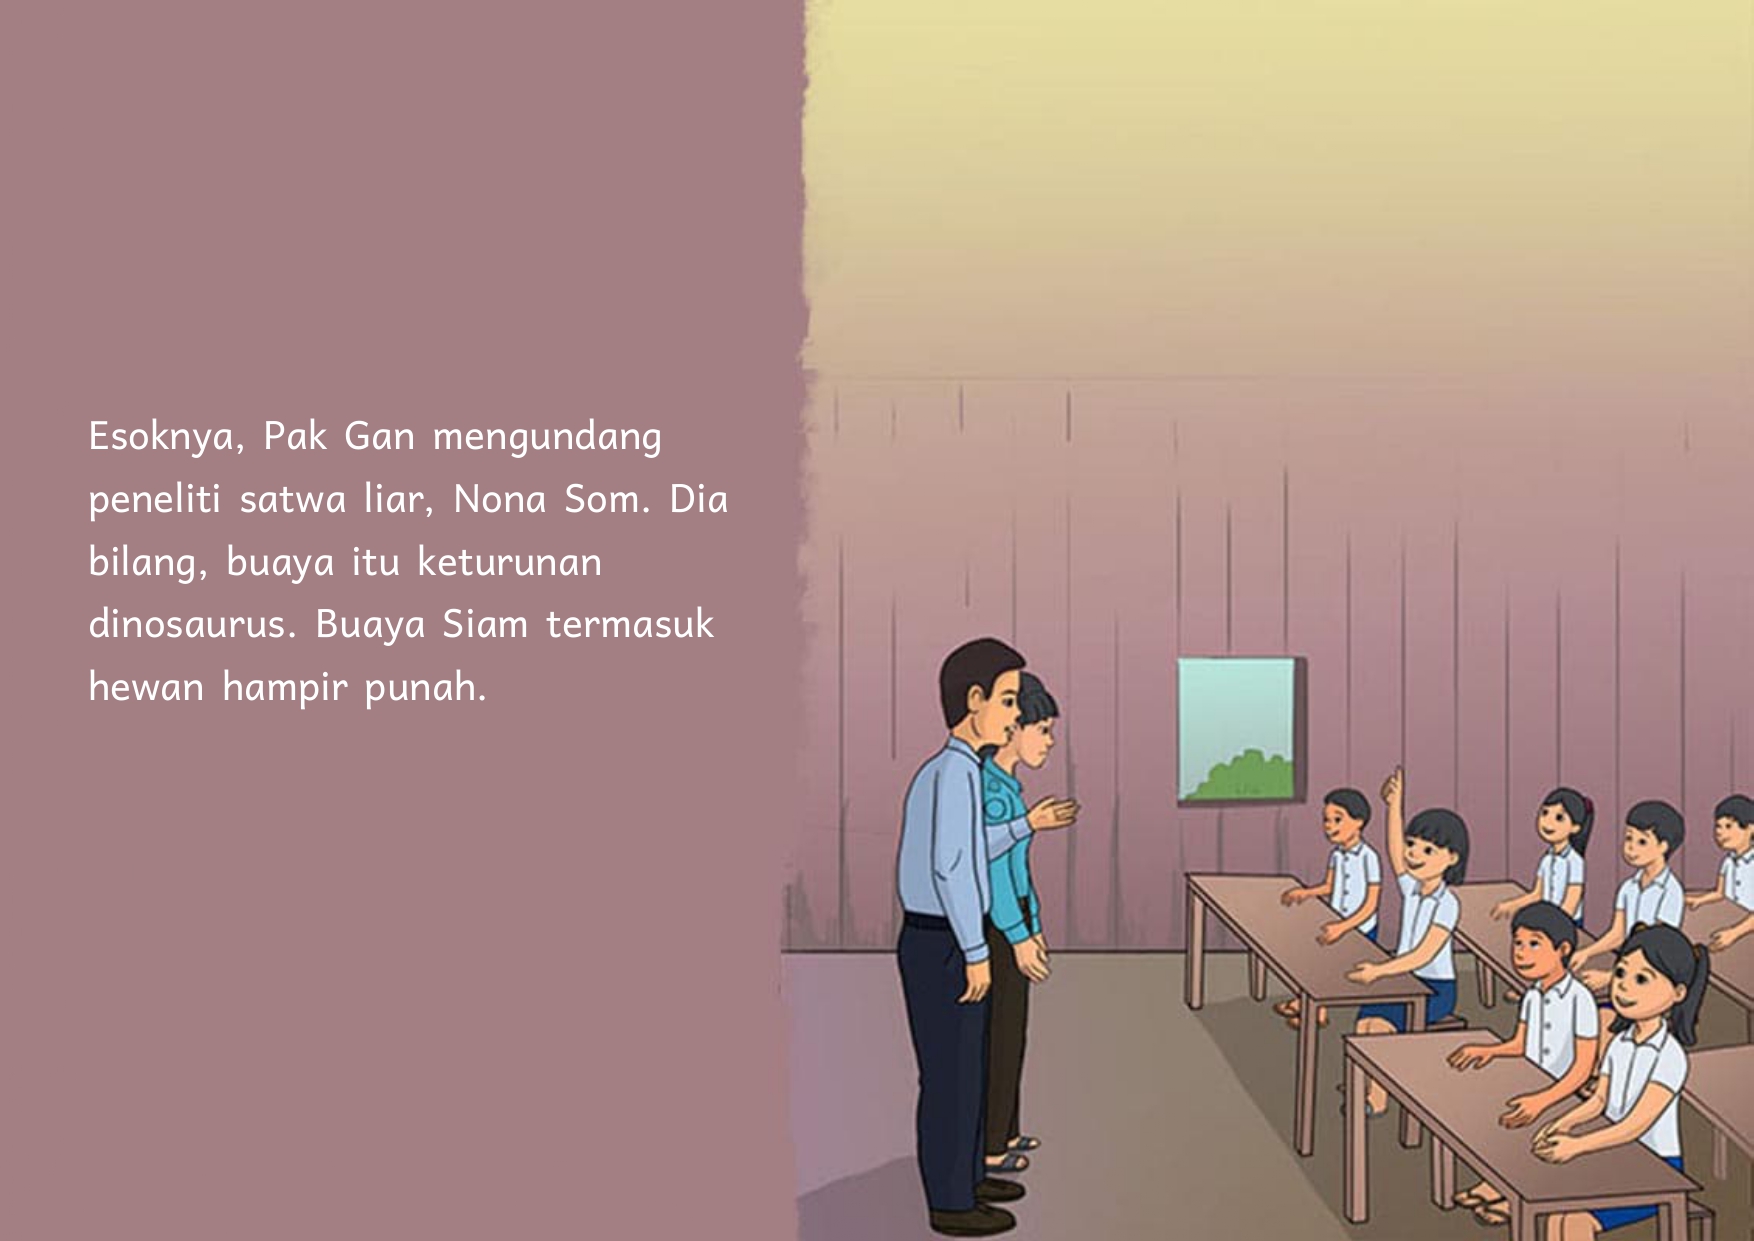 Esoknya, Pak Gan mengundang
peneliti satwa liar, Nona Som. Dia
bilang, buaya itu keturunan
dinosaurus. Buaya Siam termasuk
hewan hampir punah.